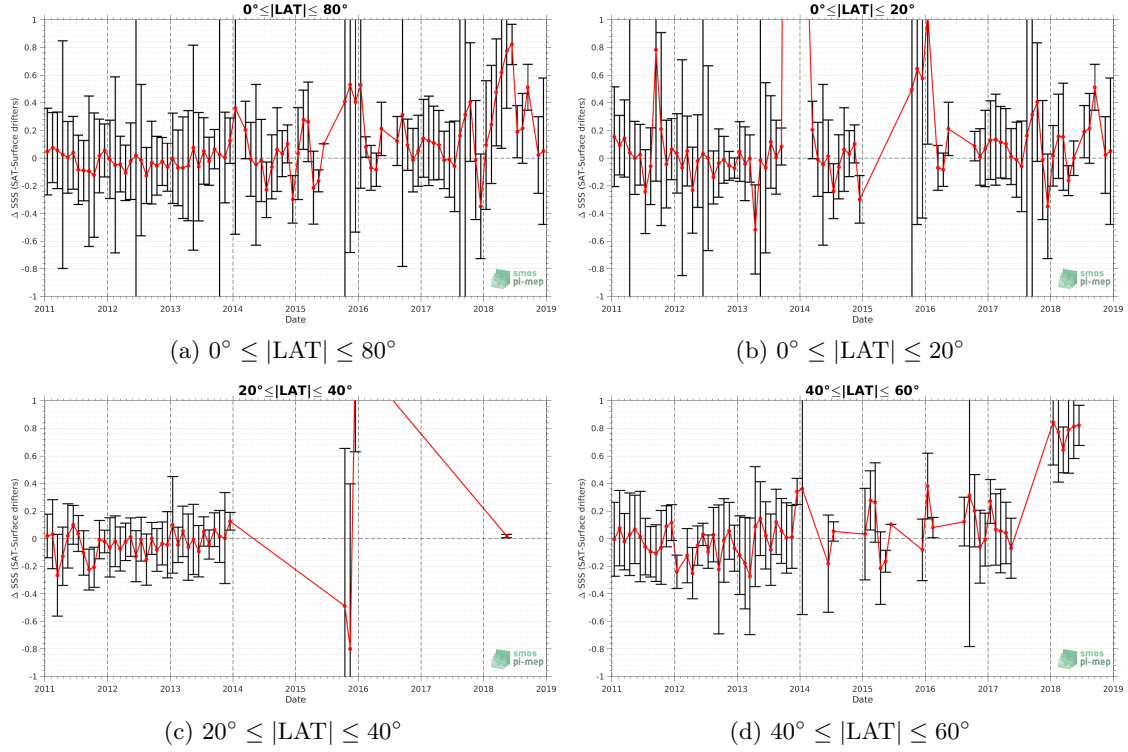 0°≤|LAT|≤ 80°
Δ SSS (SAT-Surface drifters)
1
0.8
0.6
0.4
0.2
0
-0.2
-0.4
-0.6
-0.8
-1
smos
pi-mep
2011 2012 2013 2014 2015 2016 2017 2018 2019
Date
(a) 0° ≤ |LAT| ≤ 80°
0°≤|LAT|≤ 20°
Δ SSS (SAT-Surface drifters)
1
0.8
0.6
0.4
0.2
0
-0.2
-0.4
-0.6
-0.8
-1
smos
pi-mep
2011 2012 2013 2014 2015 2016 2017 2018 2019
Date
(b) 0° ≤ |LAT| ≤ 20°
20°≤|LAT|≤ 40°
Δ SSS (SAT-Surface drifters)
1
0.8
0.6
0.4
0.2
0
-0.2
-0.4
-0.6
-0.8
-1
smos
pi-mep
2011 2012 2013 2014 2015 2016 2017 2018 2019
Date
(c) 20° ≤ |LAT| ≤ 40°
40°≤|LAT|≤ 60°
Δ SSS (SAT-Surface drifters)
1
0.8
0.6
0.4
0.2
0
-0.2
-0.4
-0.6
-0.8
-1
smos
pi-mep
2011 2012 2013 2014 2015 2016 2017 2018 2019
Date
(d) 40° ≤ |LAT| ≤ 60°